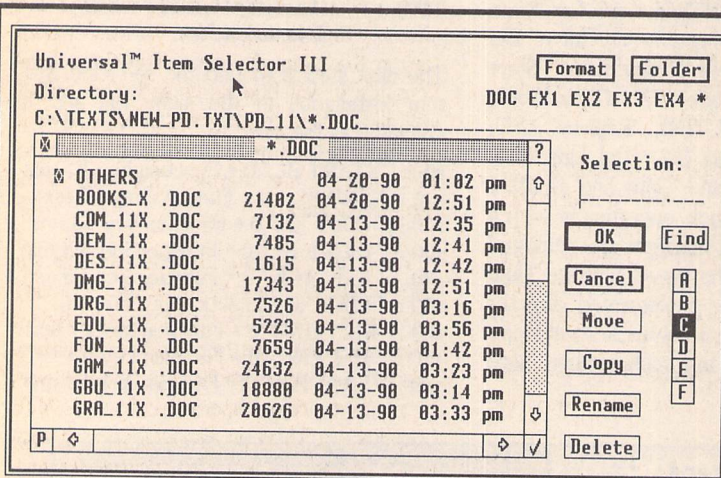 Universal™ Item Selector III
Format Folder
Directory:
DOC EX1 EX2 EX3 EX4 *
C:\TEXTS\NEW_PD.TXT\PD_11\*.DOC
*.DOC ?
Selection:
OTHERS 04-20-90 01:02 pm
BOOKS_X .DOC 21402 04-20-90 12:51 pm
COM_11X .DOC 7132 04-13-90 12:35 pm
DEM_11X .DOC 7485 04-13-90 12:41 pm
DES_11X .DOC 1615 04-13-90 12:42 pm
DMG_11X .DOC 17343 04-13-90 12:51 pm
DRG_11X .DOC 7526 04-13-90 03:16 pm
EDU_11X .DOC 5223 04-13-90 03:56 pm
FON_11X .DOC 7659 04-13-90 01:42 pm
GAM_11X .DOC 24632 04-13-90 03:23 pm
GBU_11X .DOC 18880 04-13-90 03:14 pm
GRA_11X .DOC 20626 04-13-90 03:33 pm
P
OK Find
Cancel
Move
Copy
Rename
Delete
A
B
C
D
E
F